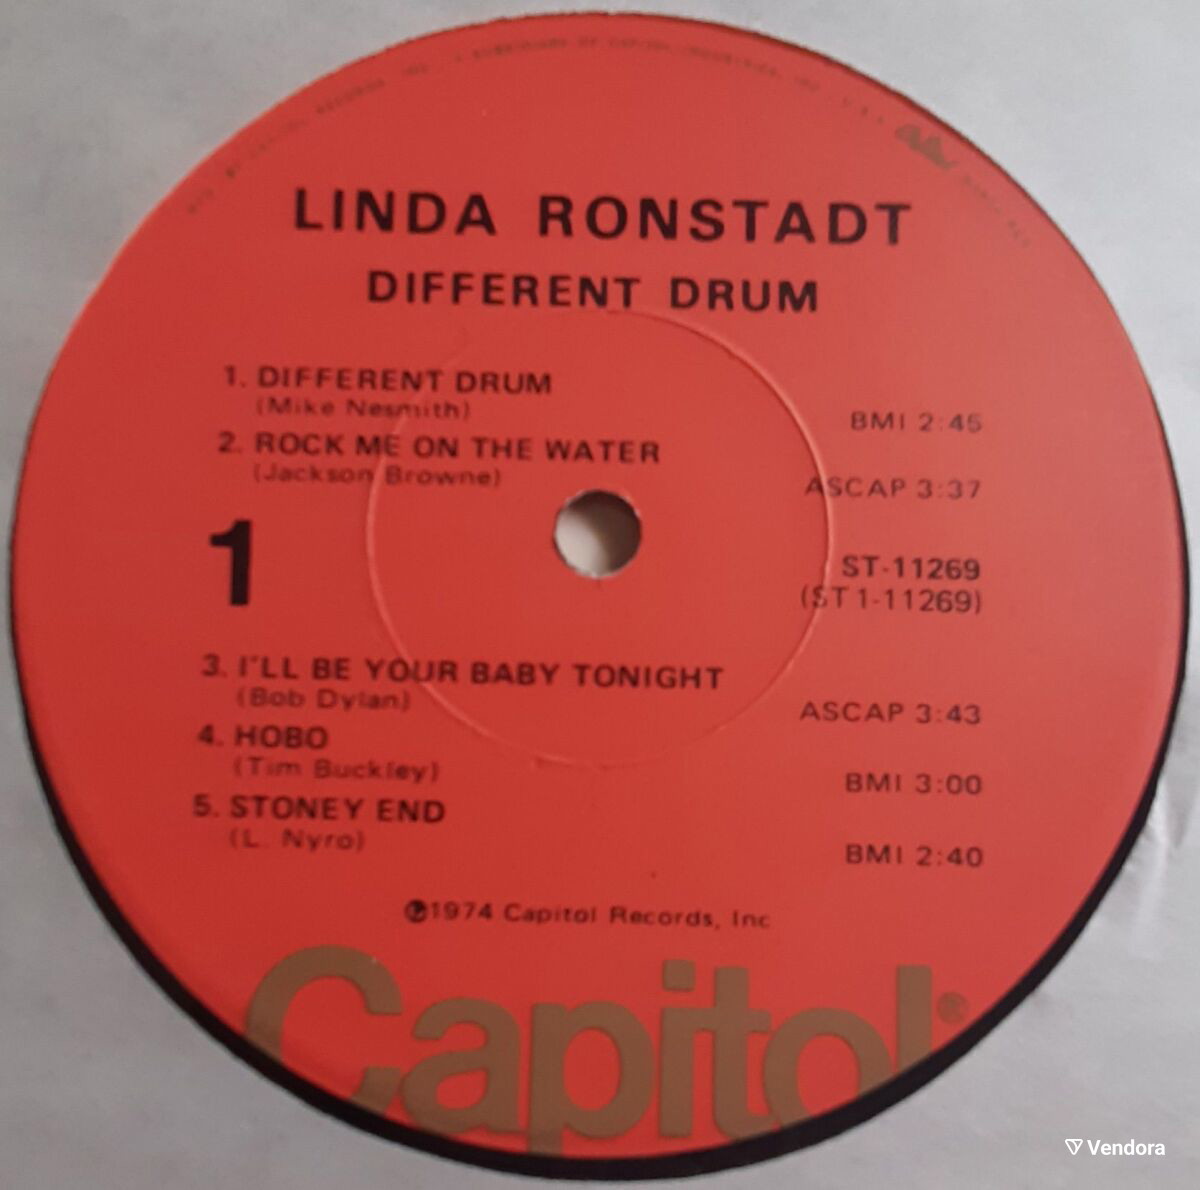 LINDA RONSTADT
DIFFERENT DRUM
1. DIFFERENT DRUM
(Mike Nesmith)
BMI 2:45
2. ROCK ME ON THE WATER
(Jackson Browne)
ASCAP 3:37
1
ST-11269
(ST 1-11269)
3. I'LL BE YOUR BABY TONIGHT
(Bob Dylan)
ASCAP 3:43
4. HOBO
(Tim Buckley)
BMI 3:00
5. STONEY END
(L. Nyro)
BMI 2:40
℗1974 Capitol Records, Inc
Capitol®
Vendora